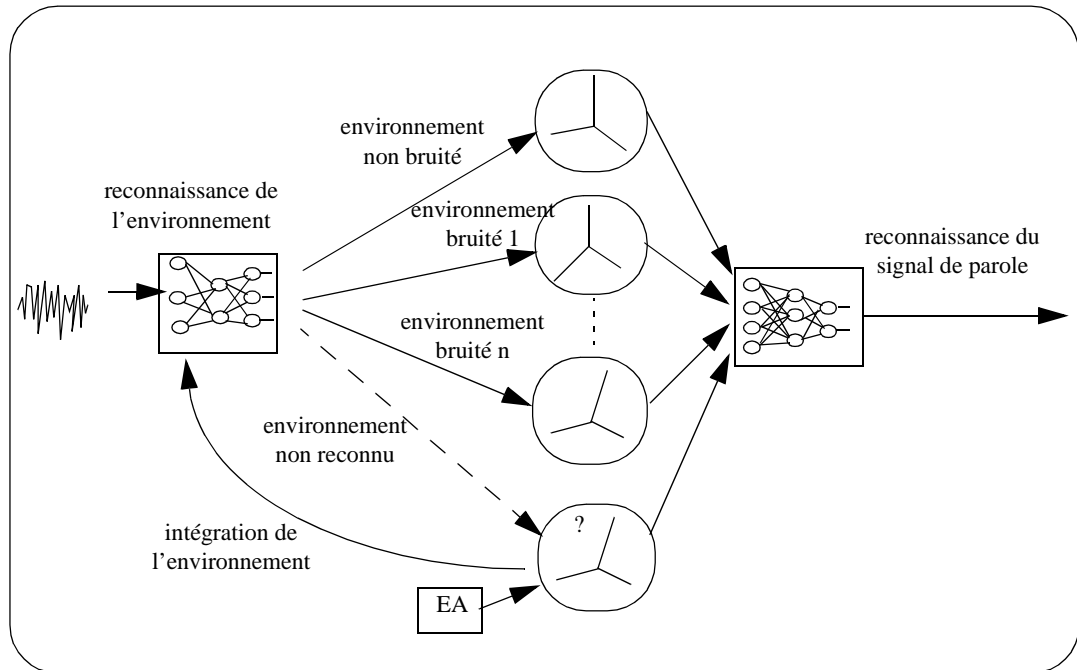 environnement
non bruité
reconnaissance de
l’environnement
environnement
bruité 1
reconnaissance du
signal de parole
environnement
bruité n
environnement
non reconnu
?
intégration de
l’environnement
EA